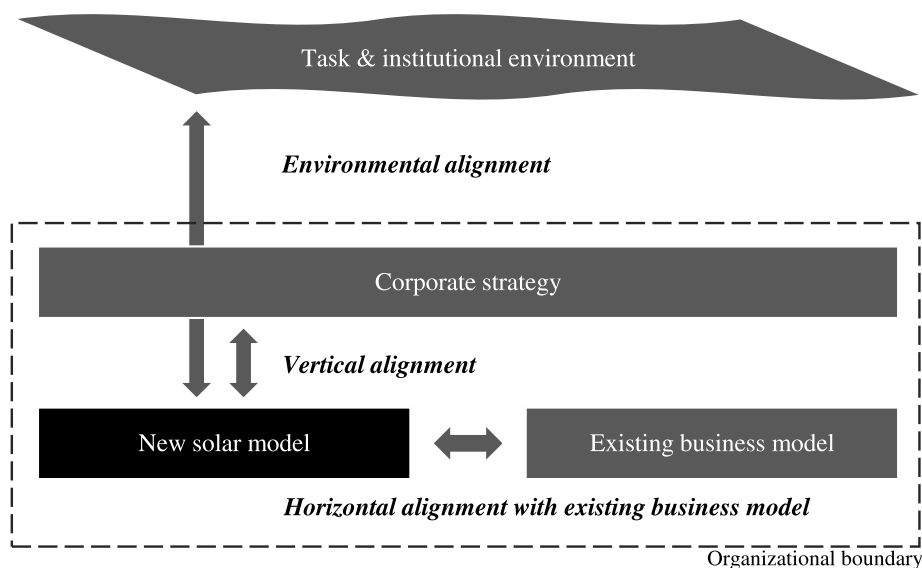 Task & institutional environment
Environmental alignment
Corporate strategy
Vertical alignment
New solar model
Existing business model
Horizontal alignment with existing business model
Organizational boundary